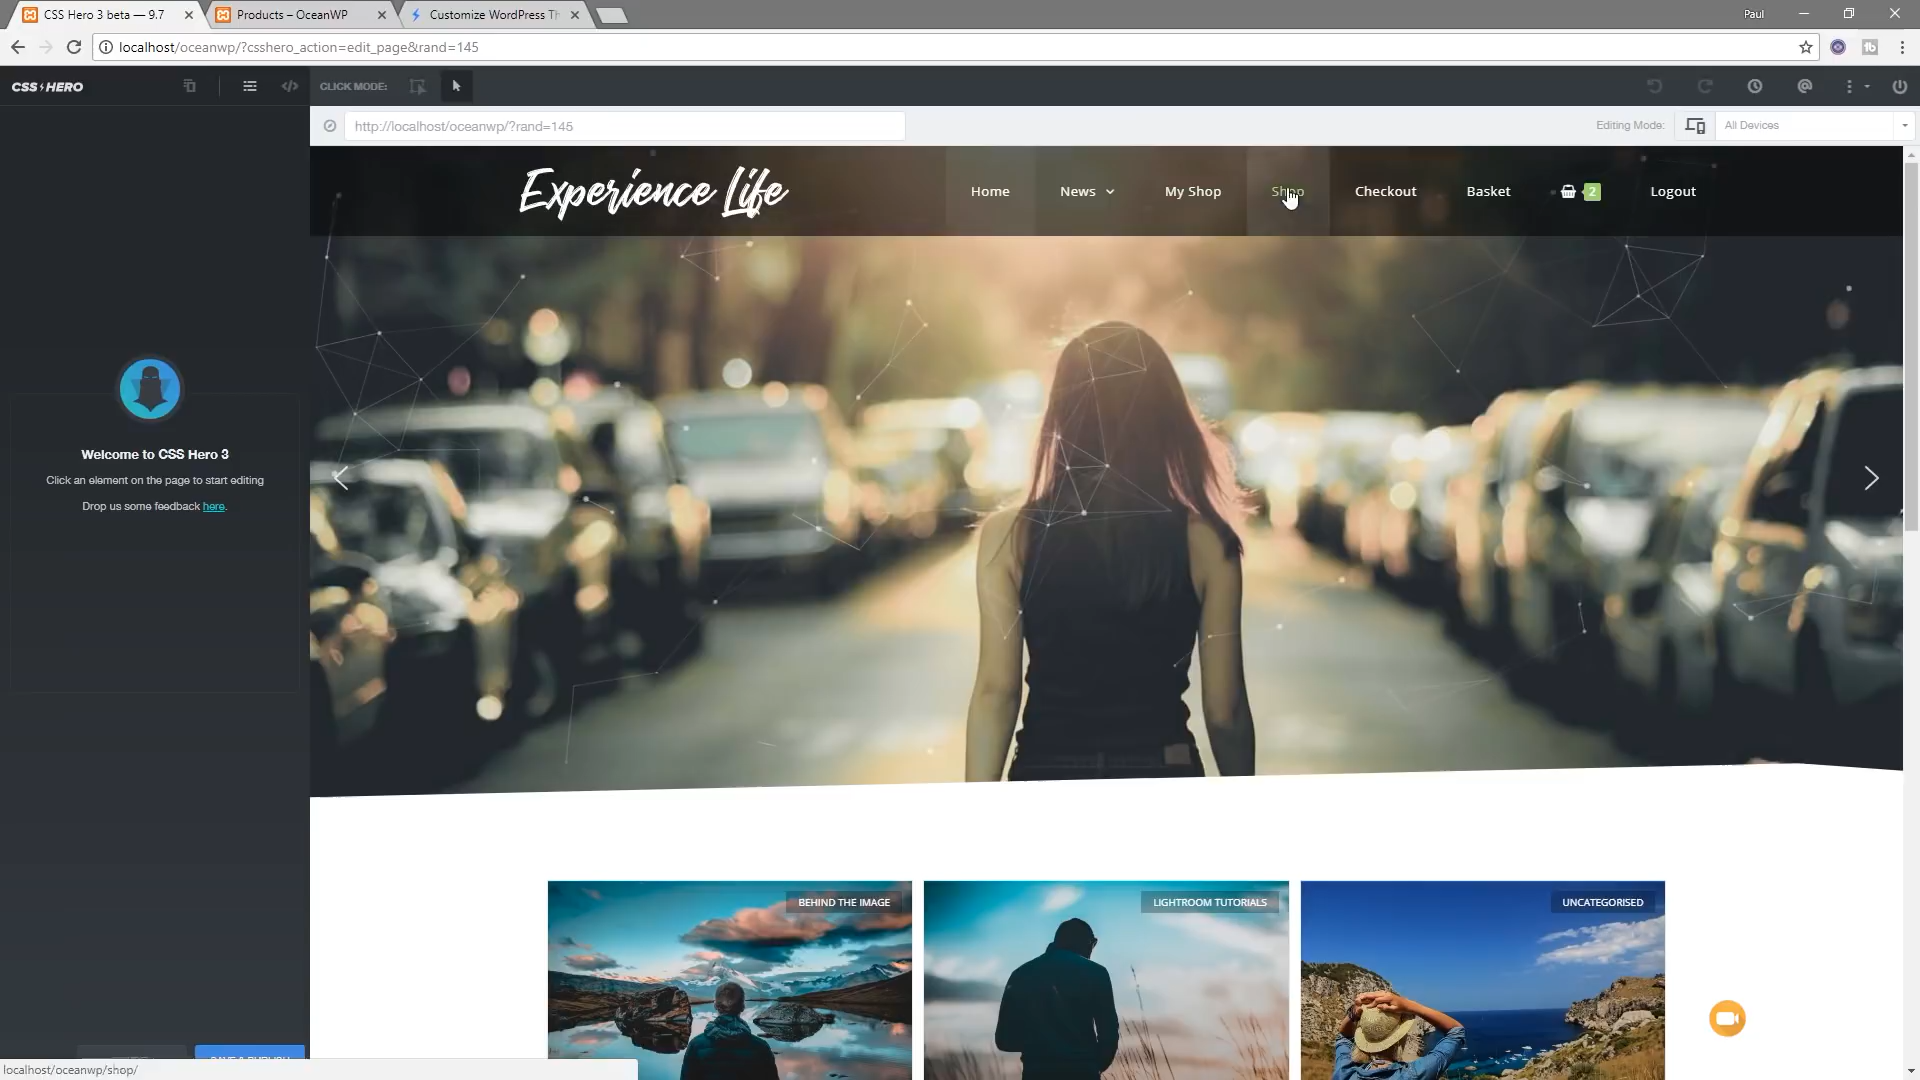 CSS Hero 3 beta — 9.7
Products – OceanWP
Customize WordPress Th
Paul
localhost/oceanwp/?csshero_action=edit_page&rand=145
CSS HERO
CLICK MODE:
http://localhost/oceanwp/?rand=145
Editing Mode:
All Devices
Experience Life
Home
News
My Shop
Shop
Checkout
Basket
2
Logout
Welcome to CSS Hero 3
Click an element on the page to start editing
Drop us some feedback here.
BEHIND THE IMAGE
LIGHTROOM TUTORIALS
UNCATEGORISED
SAVE & PUBLISH
localhost/oceanwp/shop/